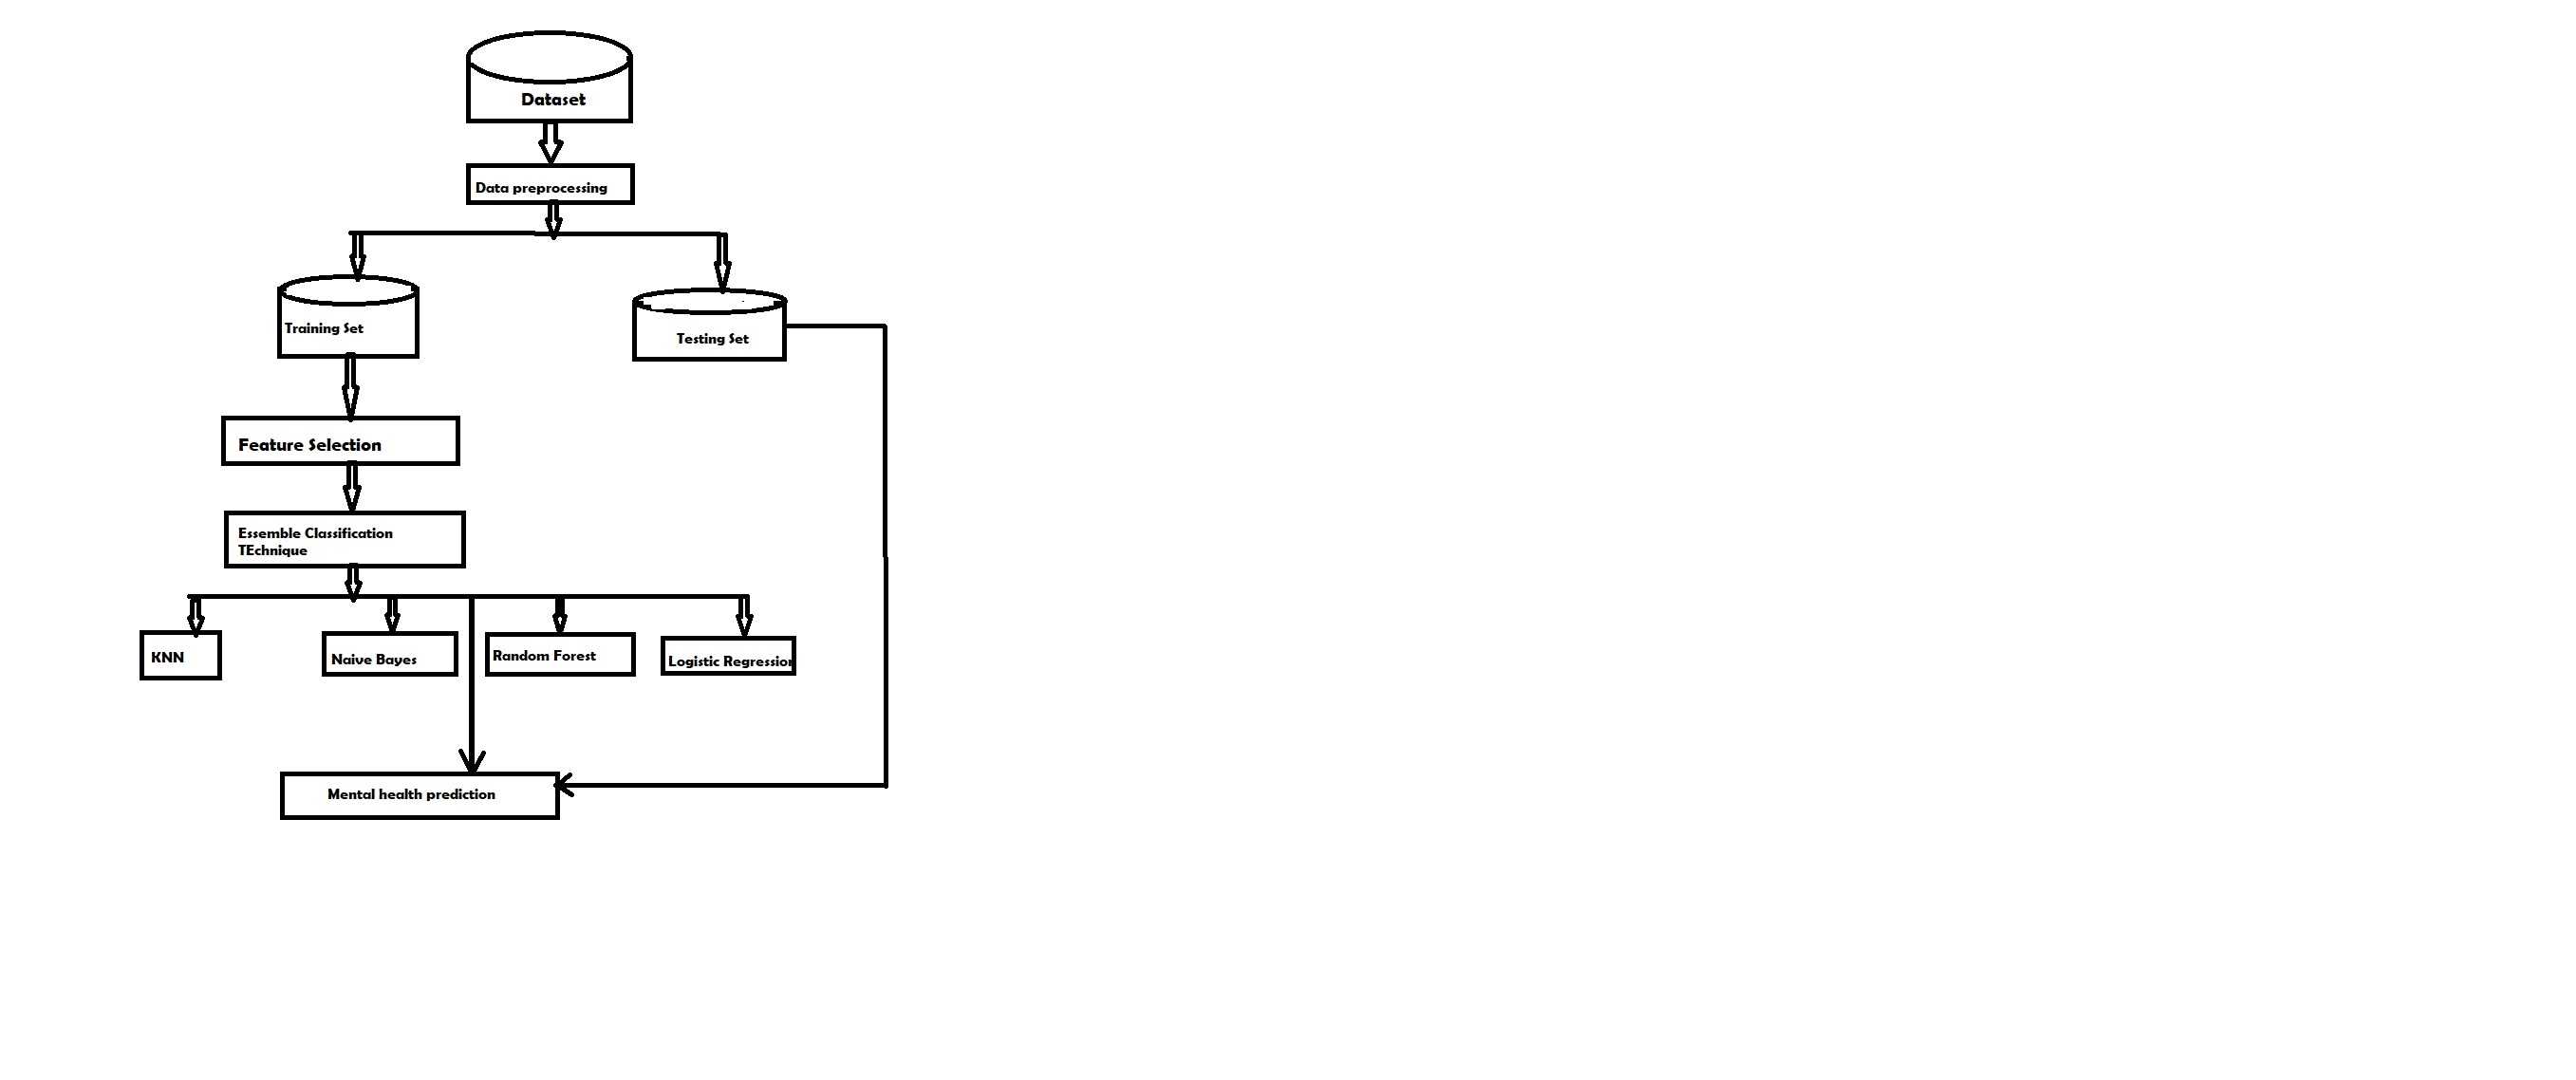 Dataset
Data preprocessing
Training Set
Testing Set
Feature Selection
Essemble Classification
TEchnique
KNN
Naive Bayes
Random Forest
Logistic Regression
Mental health prediction